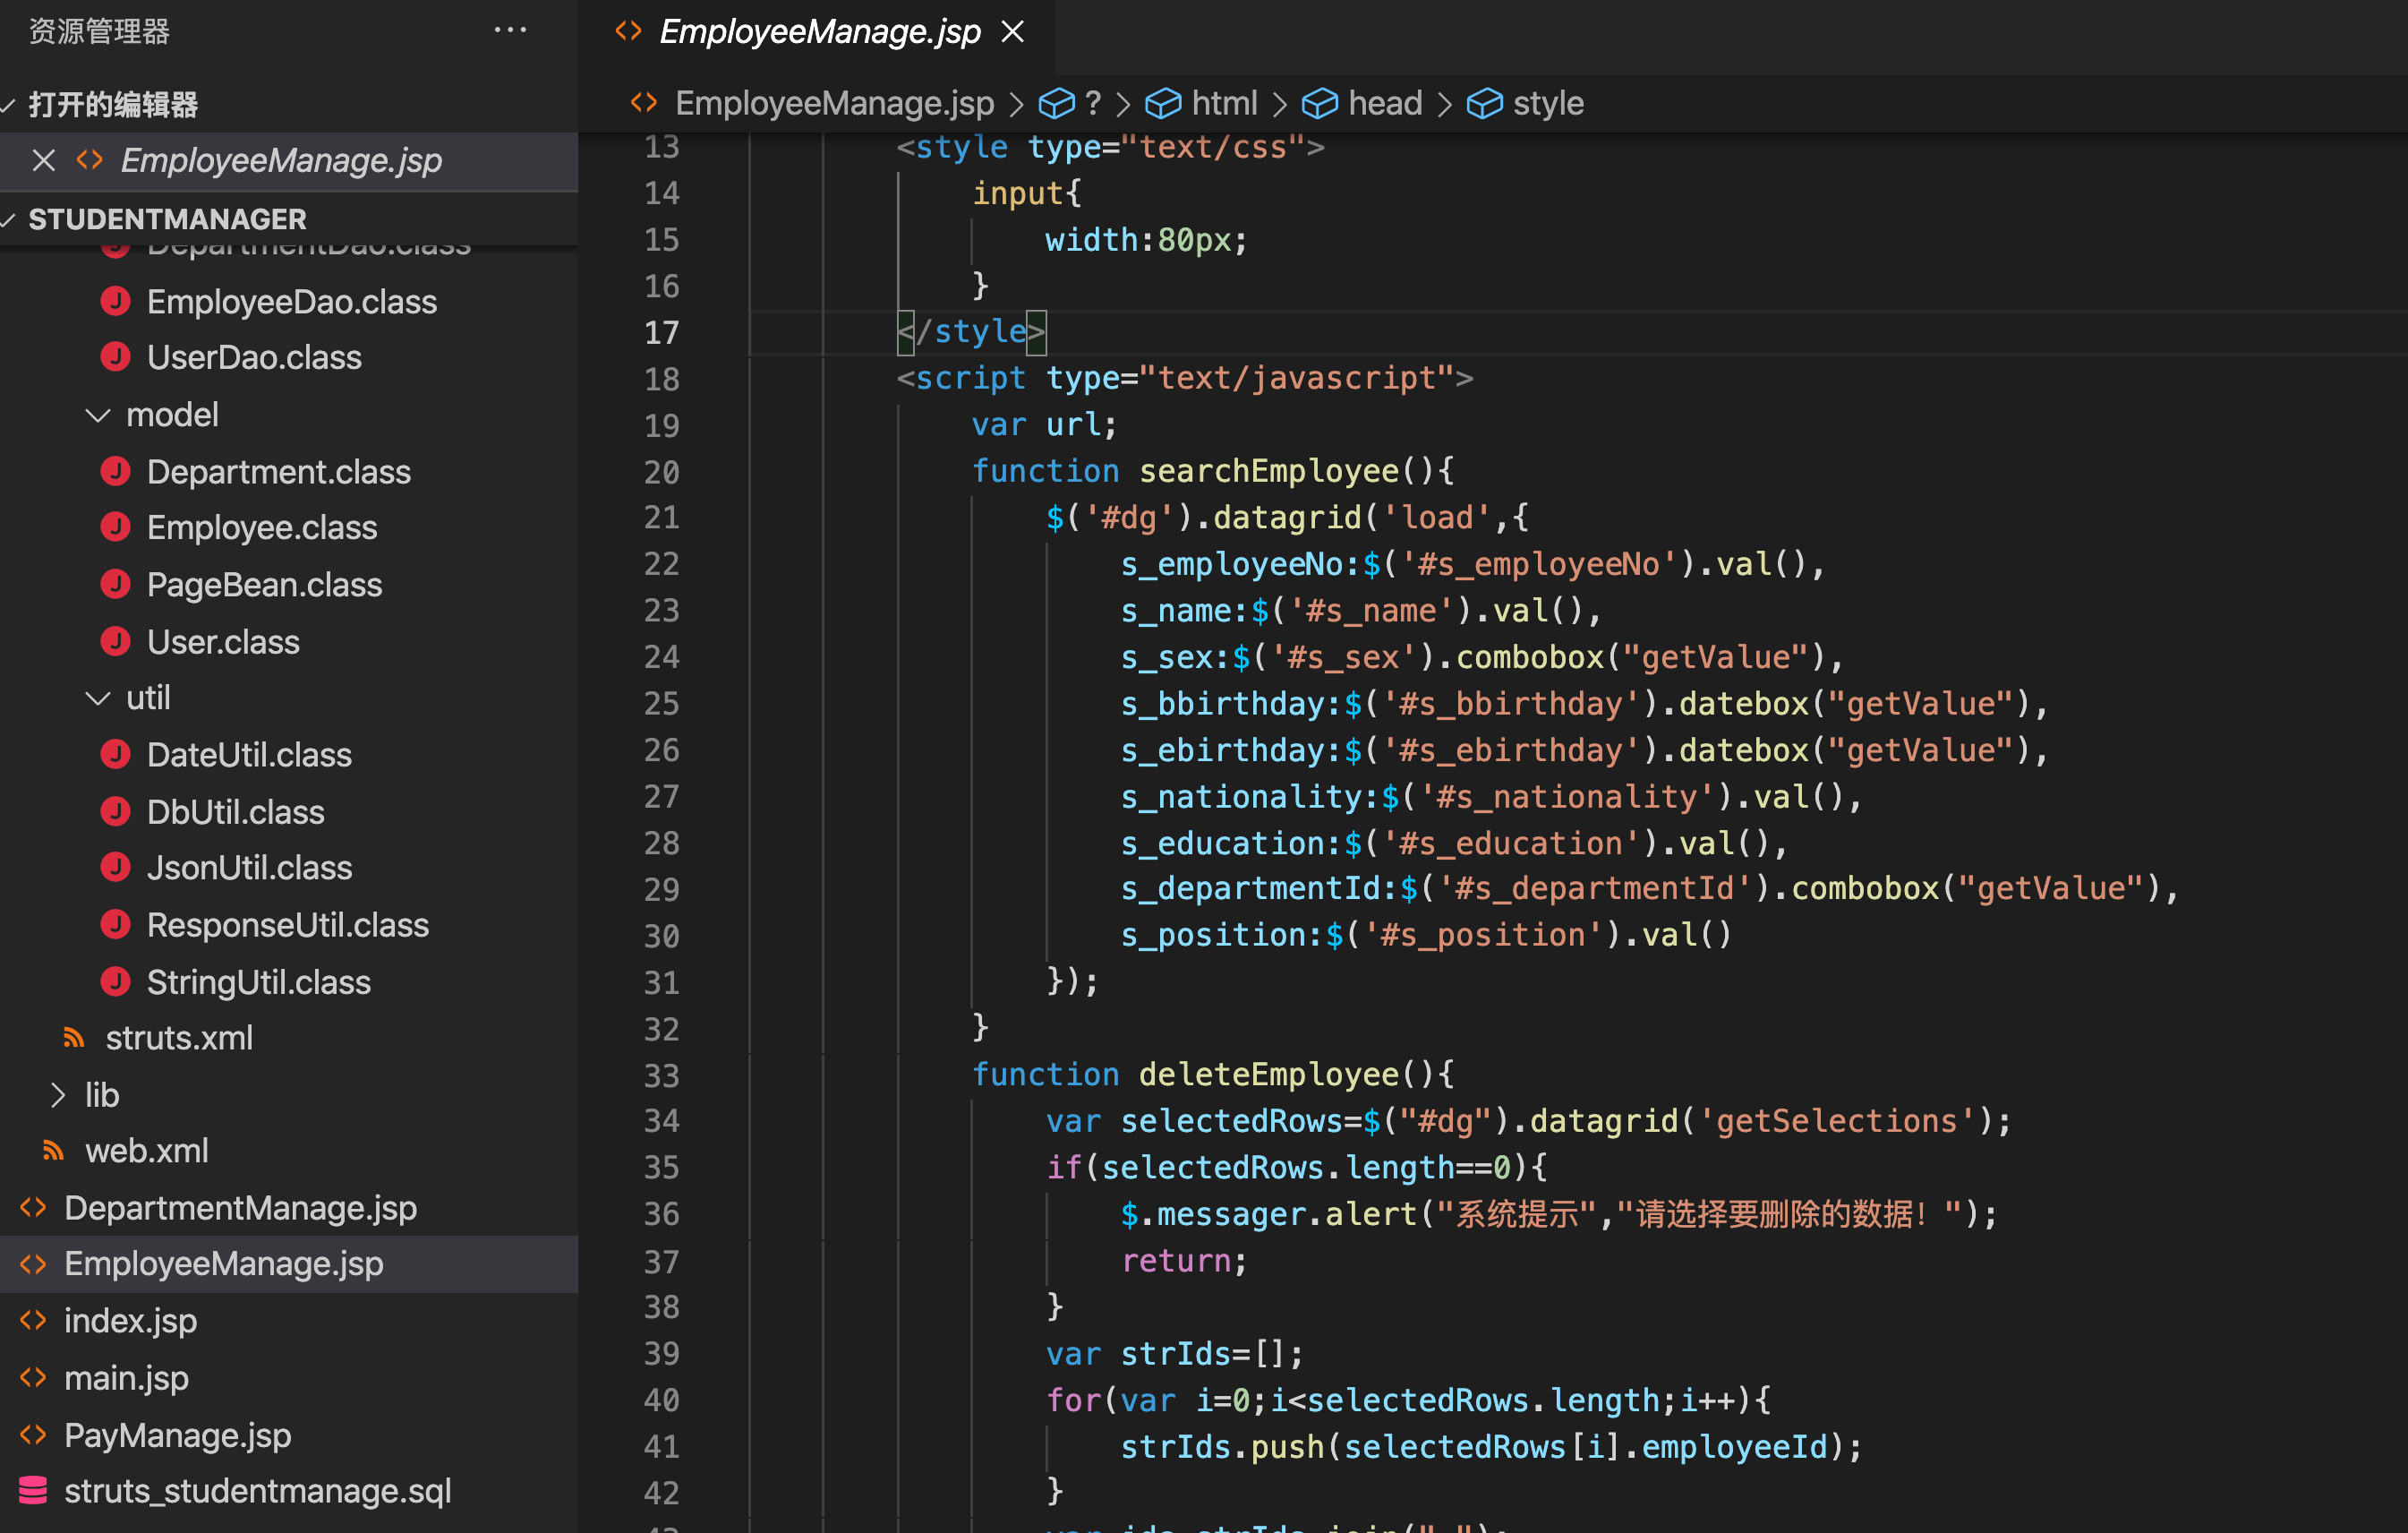 资源管理器
···
打开的编辑器
EmployeeManage.jsp
STUDENTMANAGER
DepartmentDao.class
EmployeeDao.class
UserDao.class
model
Department.class
Employee.class
PageBean.class
User.class
util
DateUtil.class
DbUtil.class
JsonUtil.class
ResponseUtil.class
StringUtil.class
struts.xml
lib
web.xml
DepartmentManage.jsp
EmployeeManage.jsp
index.jsp
main.jsp
PayManage.jsp
struts_studentmanage.sql
EmployeeManage.jsp
EmployeeManage.jsp > ? > html > head > style
13 <style type="text/css">
14 input{
15 width:80px;
16 }
17 </style>
18 <script type="text/javascript">
19 var url;
20 function searchEmployee(){
21 $('#dg').datagrid('load',{
22 s_employeeNo:$('#s_employeeNo').val(),
23 s_name:$('#s_name').val(),
24 s_sex:$('#s_sex').combobox("getValue"),
25 s_bbirthday:$('#s_bbirthday').datebox("getValue"),
26 s_ebirthday:$('#s_ebirthday').datebox("getValue"),
27 s_nationality:$('#s_nationality').val(),
28 s_education:$('#s_education').val(),
29 s_departmentId:$('#s_departmentId').combobox("getValue"),
30 s_position:$('#s_position').val()
31 });
32 }
33 function deleteEmployee(){
34 var selectedRows=$("#dg").datagrid('getSelections');
35 if(selectedRows.length==0){
36 $.messager.alert("系统提示","请选择要删除的数据！");
37 return;
38 }
39 var strIds=[];
40 for(var i=0;i<selectedRows.length;i++){
41 strIds.push(selectedRows[i].employeeId);
42 }